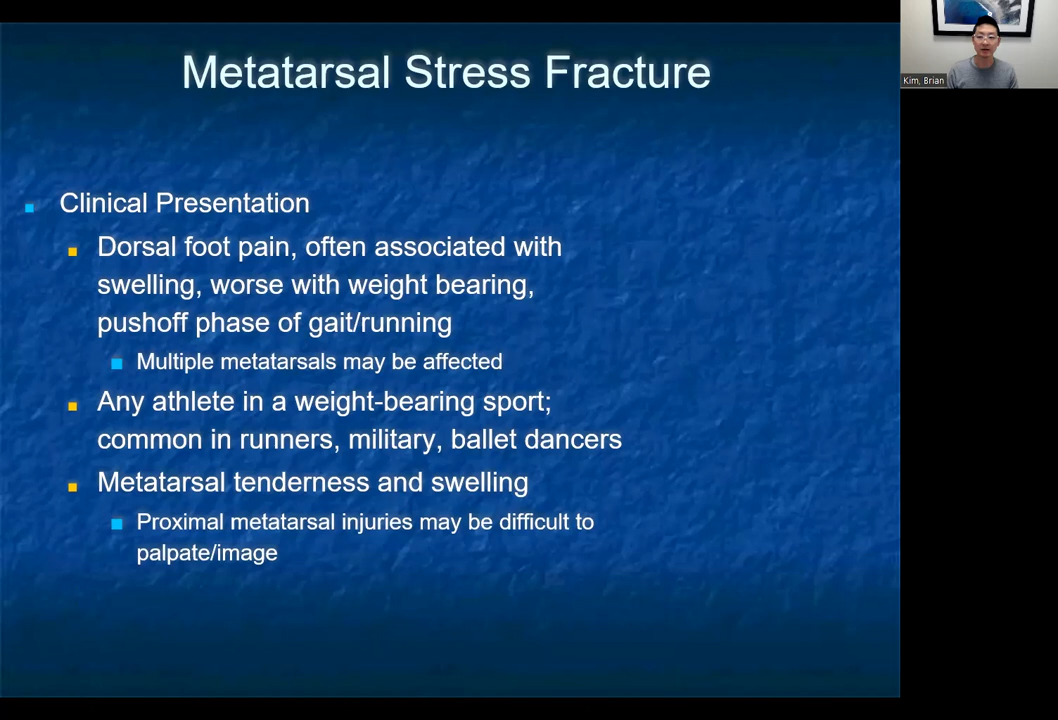 Metatarsal Stress Fracture
Clinical Presentation
Dorsal foot pain, often associated with
swelling, worse with weight bearing,
pushoff phase of gait/running
Multiple metatarsals may be affected
Any athlete in a weight-bearing sport;
common in runners, military, ballet dancers
Metatarsal tenderness and swelling
Proximal metatarsal injuries may be difficult to
palpate/image
Kim, Brian